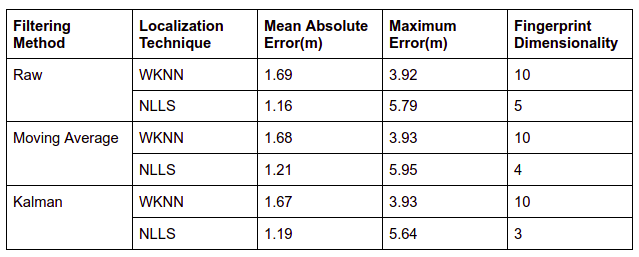 Filtering Method Localization Technique Mean Absolute Error(m) Maximum Error(m) Fingerprint Dimensionality
Raw WKNN 1.69 3.92 10
NLLS 1.16 5.79 5
Moving Average WKNN 1.68 3.93 10
NLLS 1.21 5.95 4
Kalman WKNN 1.67 3.93 10
NLLS 1.19 5.64 3